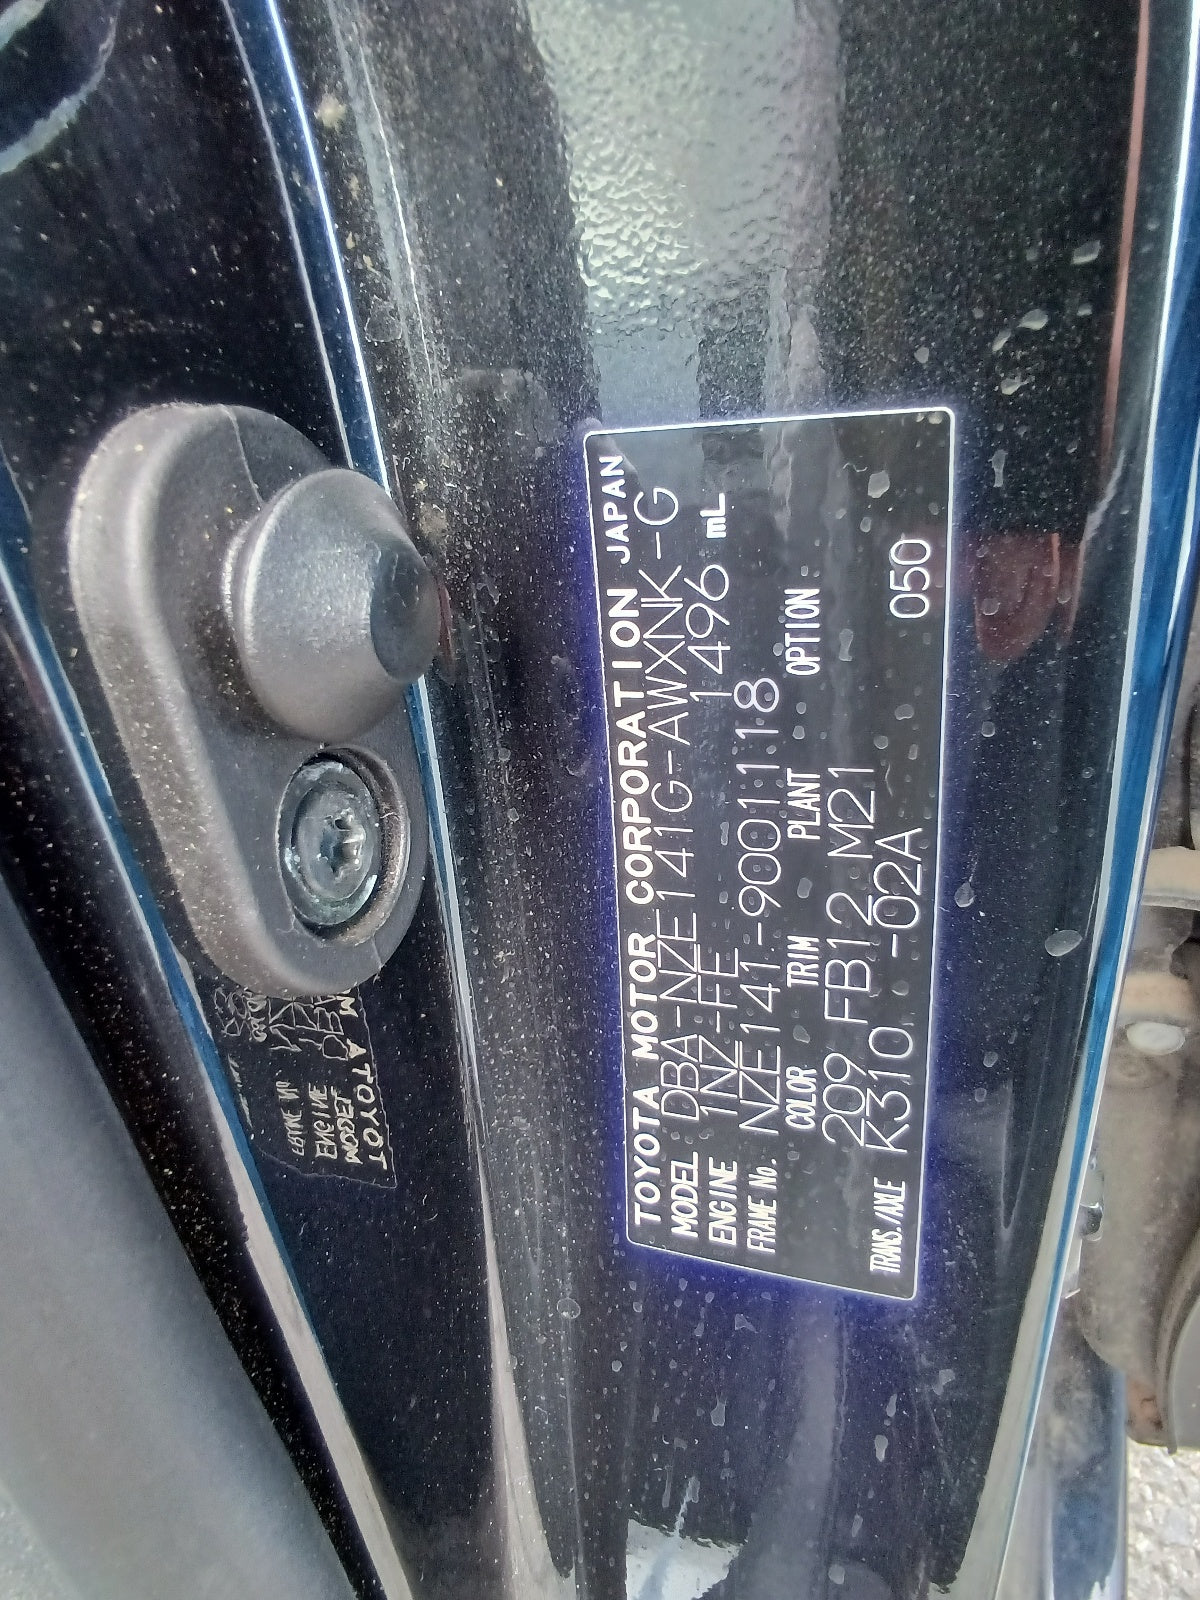 TOYOTA MOTOR CORPORATION JAPAN
MODEL DBA-NZE141G-AWXNK-G
ENGINE 1NZ-FE 1496 mL
FRAME No. NZE141-9001118
COLOR TRIM PLANT OPTION:
209 FB12 M21
TRANS./AXLE K310 -02A 050